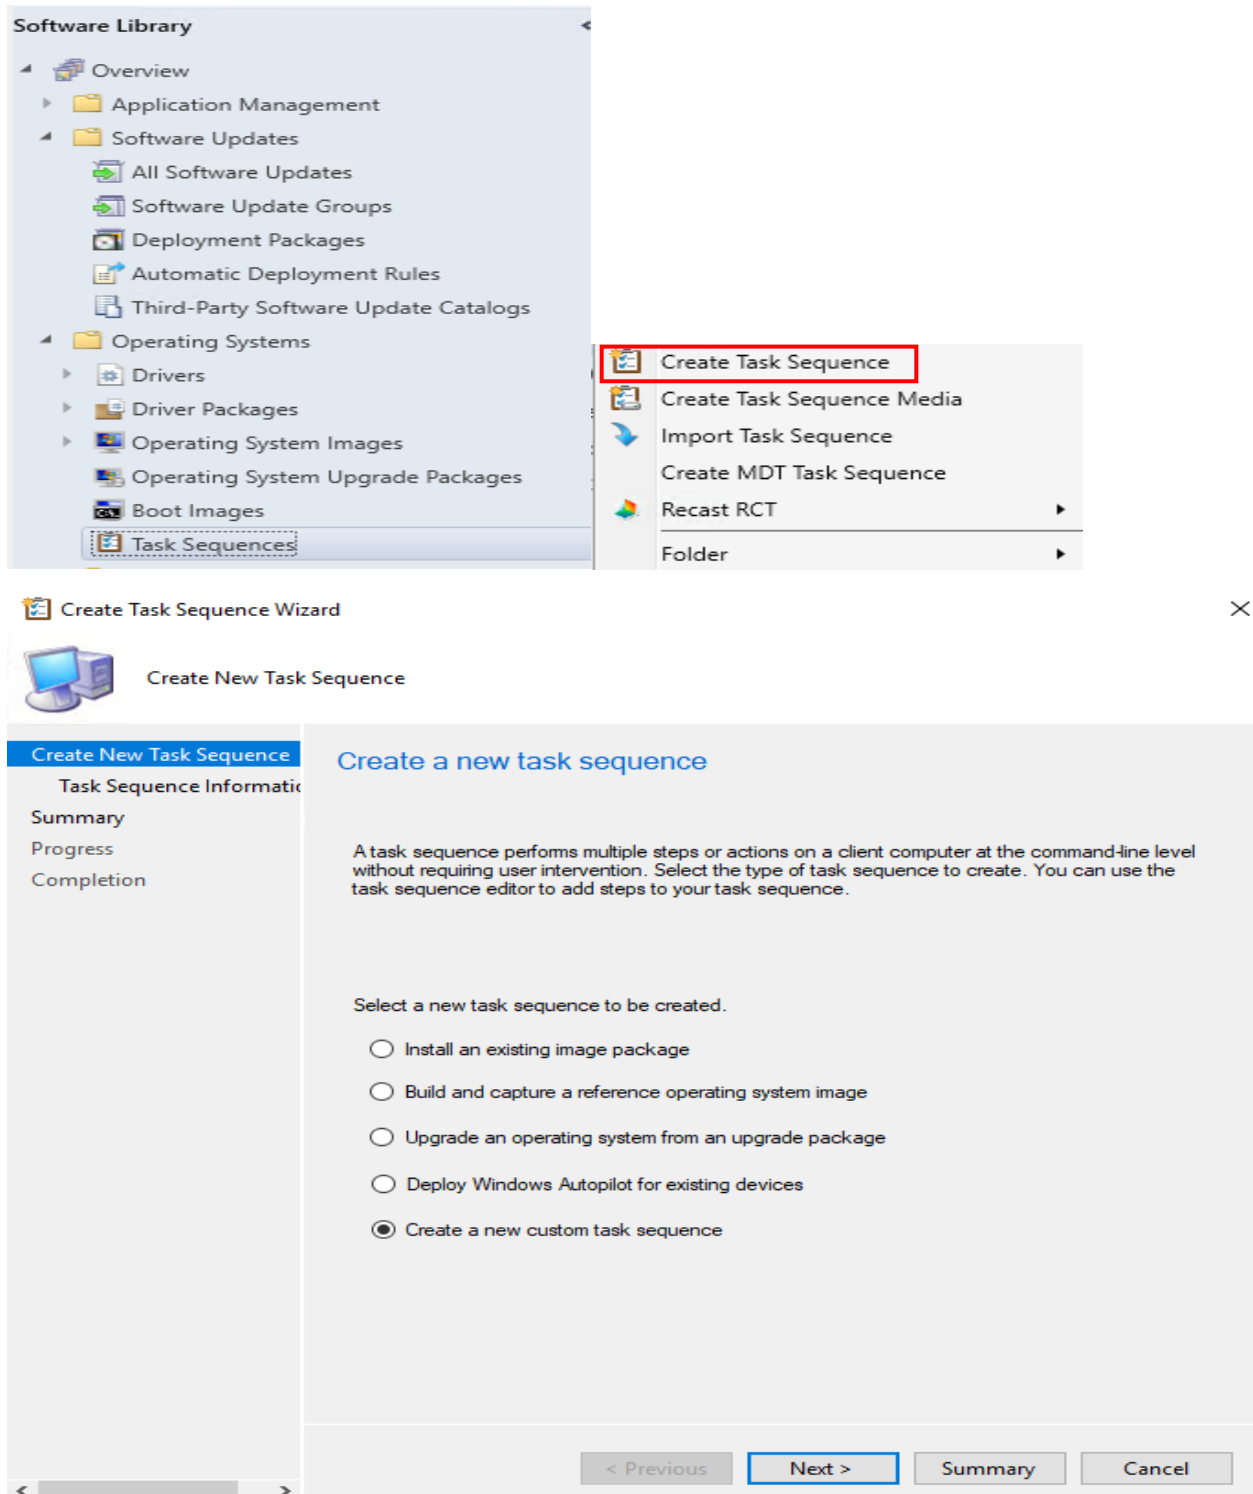 Software Library
Overview
Application Management
Software Updates
All Software Updates
Software Update Groups
Deployment Packages
Automatic Deployment Rules
Third-Party Software Update Catalogs
Operating Systems
Drivers
Driver Packages
Operating System Images
Operating System Upgrade Packages
Boot Images
Task Sequences
Create Task Sequence
Create Task Sequence Media
Import Task Sequence
Create MDT Task Sequence
Recast RCT
Folder
Create Task Sequence Wizard
Create New Task Sequence
Create New Task Sequence
Task Sequence Informatic
Summary
Progress
Completion
Create a new task sequence
A task sequence performs multiple steps or actions on a client computer at the command-line level
without requiring user intervention. Select the type of task sequence to create. You can use the
task sequence editor to add steps to your task sequence.
Select a new task sequence to be created.
Install an existing image package
Build and capture a reference operating system image
Upgrade an operating system from an upgrade package
Deploy Windows Autopilot for existing devices
Create a new custom task sequence
< Previous
Next >
Summary
Cancel